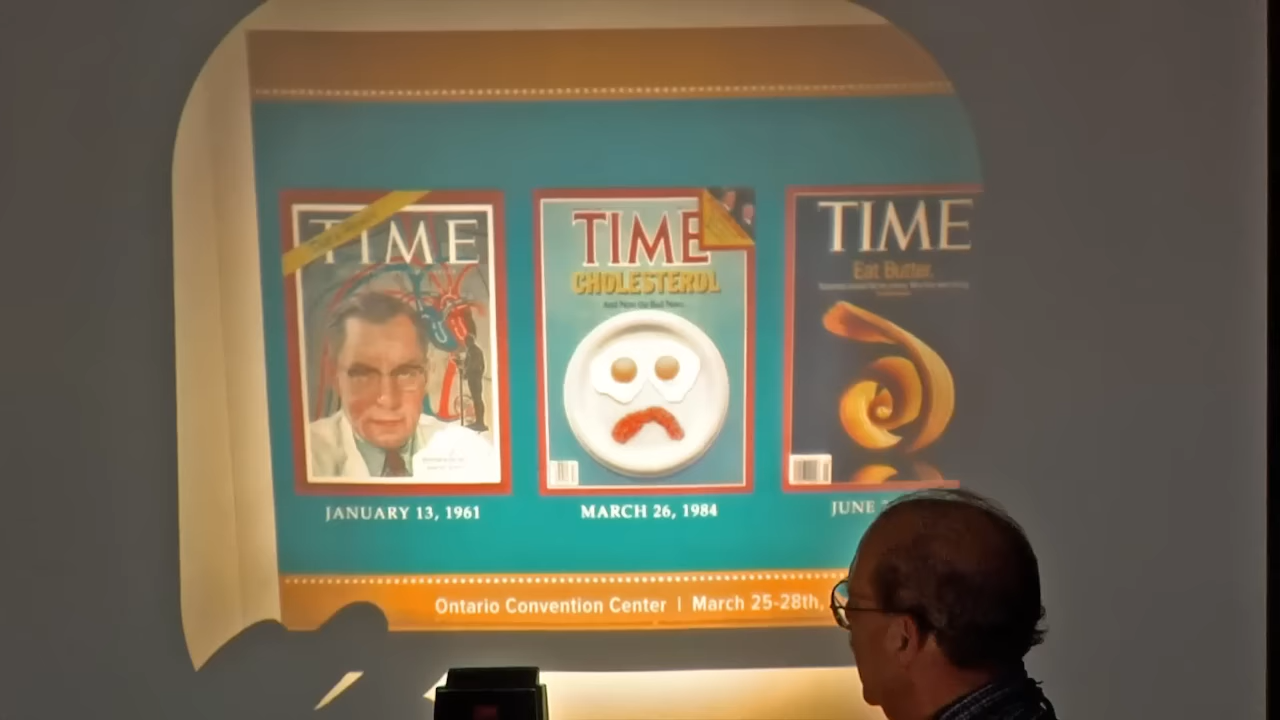 TIME
TIME
CHOLESTEROL
And Now the Bad News
TIME
Eat Butter.
JANUARY 13, 1961
MARCH 26, 1984
JUNE
Ontario Convention Center | March 25-28th,